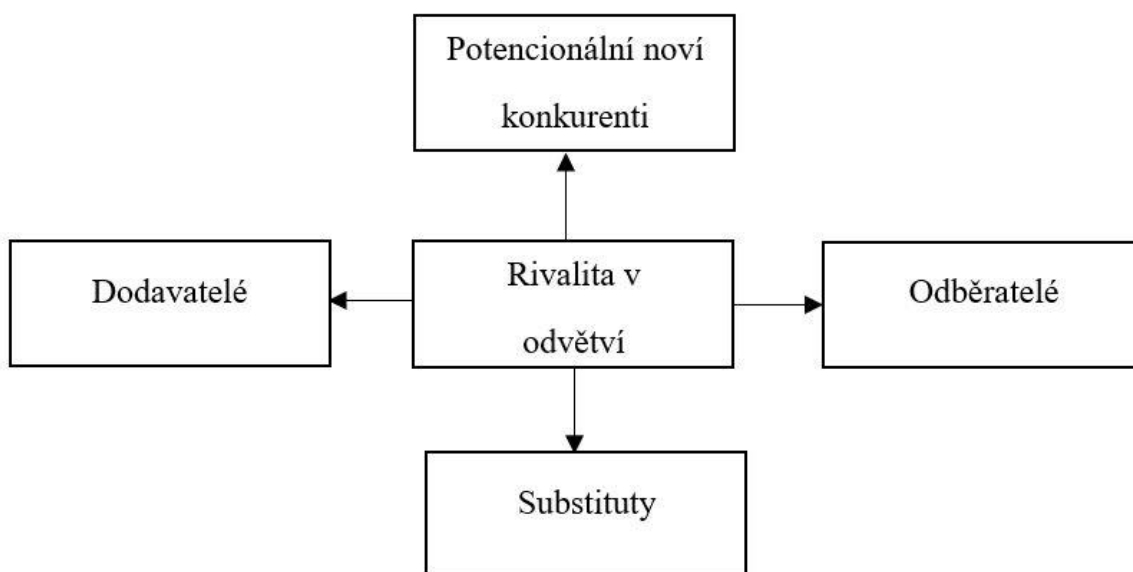 Potencionální noví
konkurenti
Dodavatelé
Rivalita v
odvětví
Odběratelé
Substituty